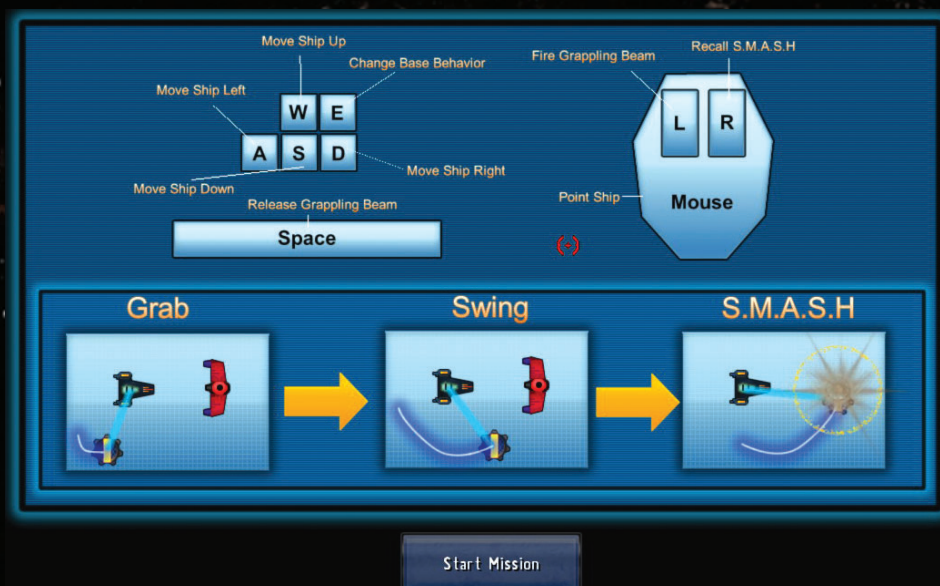 Move Ship Up
Change Base Behavior
Move Ship Left
W
E
A
S
D
Move Ship Right
Move Ship Down
Release Grappling Beam
Space
Fire Grappling Beam
Recall S.M.A.S.H
L
R
Point Ship
Mouse
Grab
Swing
S.M.A.S.H
Start Mission